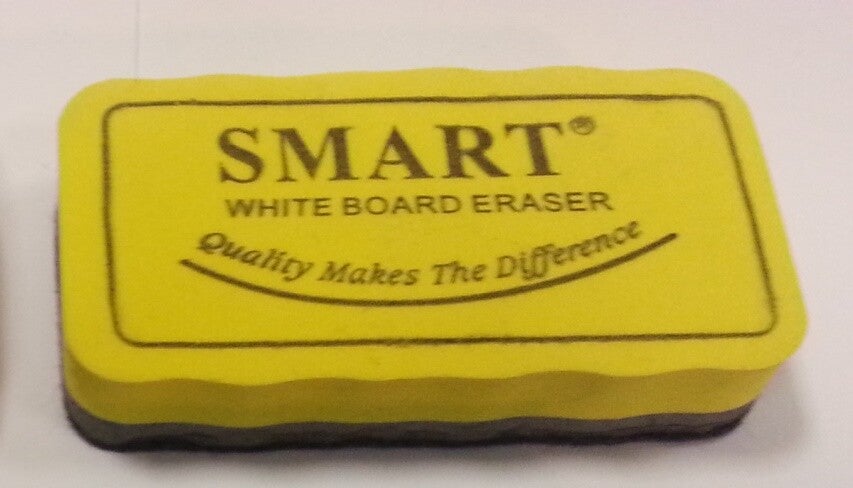 SMART®
WHITE BOARD ERASER
Quality Makes The Difference